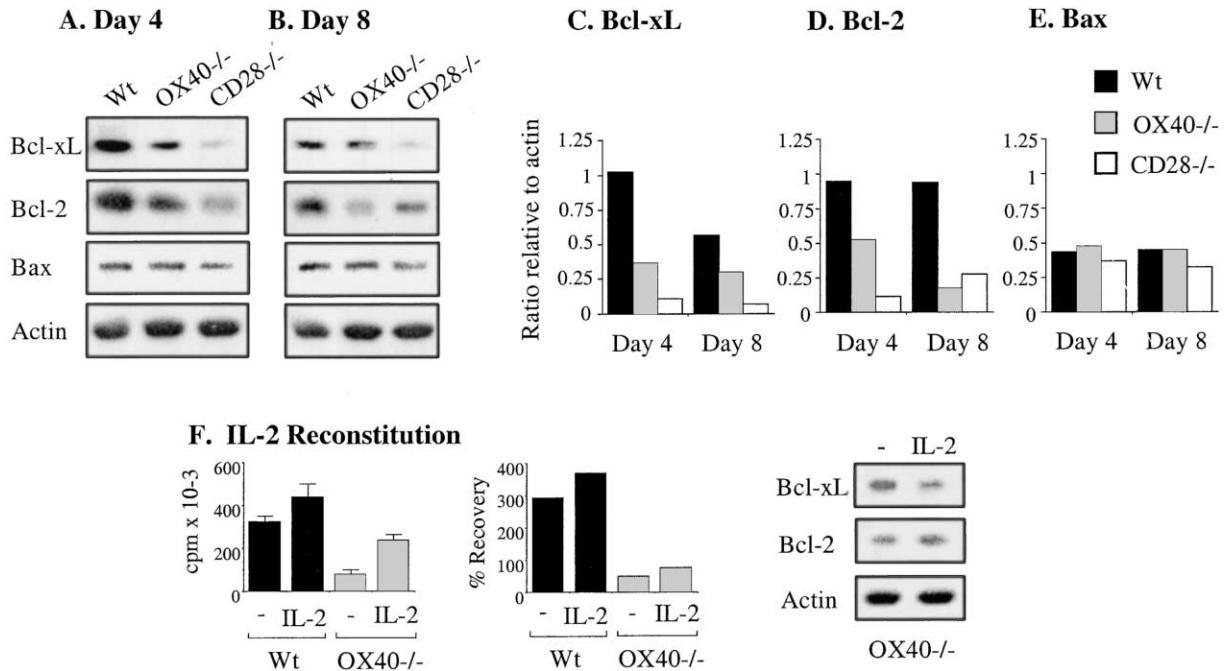 A. Day 4
B. Day 8
C. Bcl-xL
D. Bcl-2
E. Bax
Wt
OX40-/-
CD28-/-
Wt
OX40-/-
CD28-/-
Bcl-xL
Bcl-2
Bax
Actin
Wt
OX40-/-
CD28-/-
Ratio relative to actin
1.25
1
0.75
0.5
0.25
0
Day 4
Day 8
1.25
1
0.75
0.5
0.25
0
Day 4
Day 8
1.25
1
0.75
0.5
0.25
0
Day 4
Day 8
F. IL-2 Reconstitution
cpm x 10-3
600
400
200
0
-
IL-2
-
IL-2
Wt
OX40-/-
% Recovery
400
300
200
100
0
-
IL-2
-
IL-2
Wt
OX40-/-
-
IL-2
Bcl-xL
Bcl-2
Actin
OX40-/-